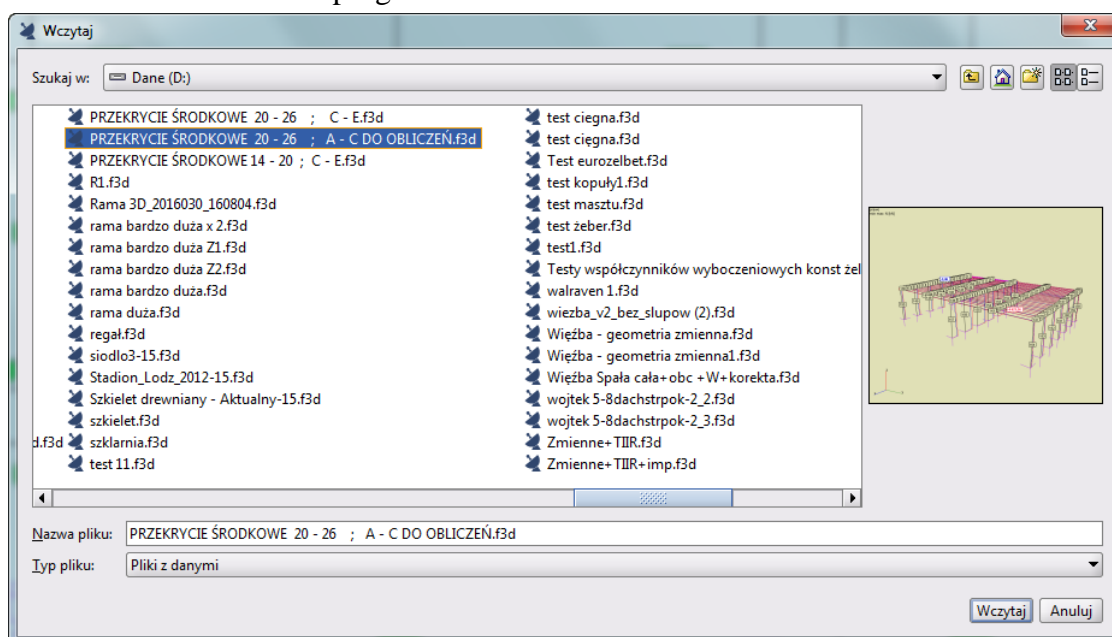 Wczytaj
Szukaj w: Dane (D:)
PRZEKRYCIE ŚRODKOWE 20 - 26 ; C - E.f3d
PRZEKRYCIE ŚRODKOWE 20 - 26 ; A - C DO OBLICZEŃ.f3d
PRZEKRYCIE ŚRODKOWE 14 - 20 ; C - E.f3d
R1.f3d
Rama 3D_2016030_160804.f3d
rama bardzo duża x 2.f3d
rama bardzo duża Z1.f3d
rama bardzo duża Z2.f3d
rama bardzo duża.f3d
rama duża.f3d
regał.f3d
siodlo3-15.f3d
Stadion_Lodz_2012-15.f3d
Szkielet drewniany - Aktualny-15.f3d
szkielet.f3d
d.f3d szklarnia.f3d
test 11.f3d
test ciegna.f3d
test cięgna.f3d
Test eurozelbet.f3d
test kopuły1.f3d
test masztu.f3d
test żeber.f3d
test1.f3d
Testy współczynników wyboczeniowych konst żel
walraven 1.f3d
wiezba_v2_bez_slupow (2).f3d
Więźba - geometria zmienna.f3d
Więźba - geometria zmienna1.f3d
Więźba Spała cała+obc +W+korekta.f3d
wojtek 5-8dachstrpok-2_2.f3d
wojtek 5-8dachstrpok-2_3.f3d
Zmienne+TIIR.f3d
Zmienne+TIIR+imp.f3d
Nazwa pliku: PRZEKRYCIE ŚRODKOWE 20 - 26 ; A - C DO OBLICZEŃ.f3d
Typ pliku: Pliki z danymi
Wczytaj Anuluj